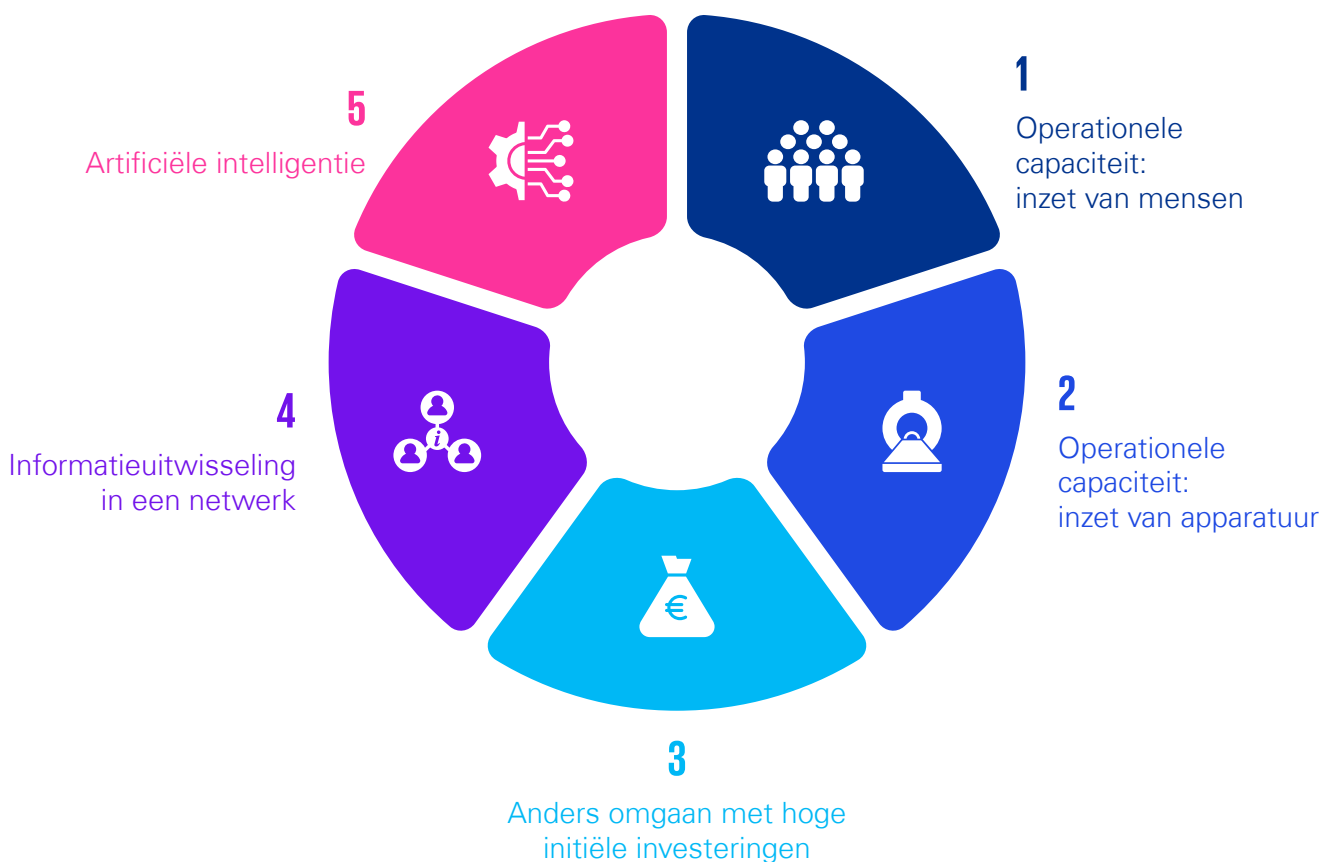 1
Operationele
capaciteit:
inzet van mensen
2
Operationele
capaciteit:
inzet van apparatuur
3
Anders omgaan met hoge
initiële investeringen
4
Informatieuitwisseling
in een netwerk
5
Artificiële intelligentie
i
€